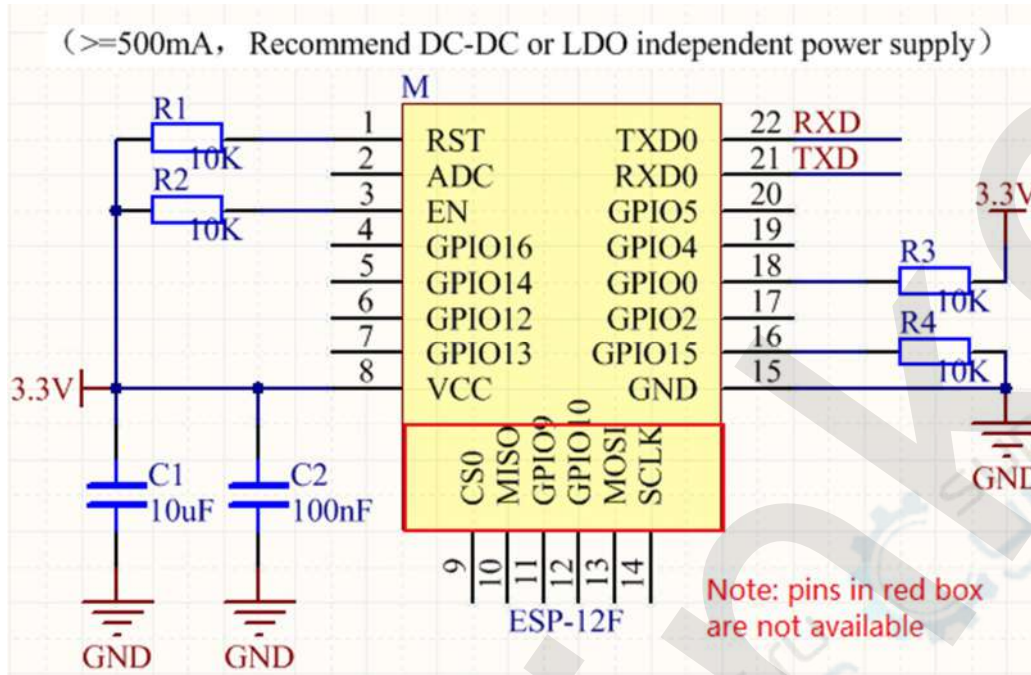 （>=500mA， Recommend DC-DC or LDO independent power supply）
M
R1
10K
R2
10K
1 RST
2 ADC
3 EN
4 GPIO16
5 GPIO14
6 GPIO12
7 GPIO13
8 VCC
TXD0 22 RXD
RXD0 21 TXD
GPIO5 20
GPIO4 19
GPIO0 18
GPIO2 17
GPIO15 16
GND 15
3.3V
R3
10K
R4
10K
GND
3.3V
C1
10uF
C2
100nF
GND
GND
CS0
MISO
GPIO9
GPIO10
MOSI
SCLK
9
10
11
12
13
14
ESP-12F
Note: pins in red box
are not available